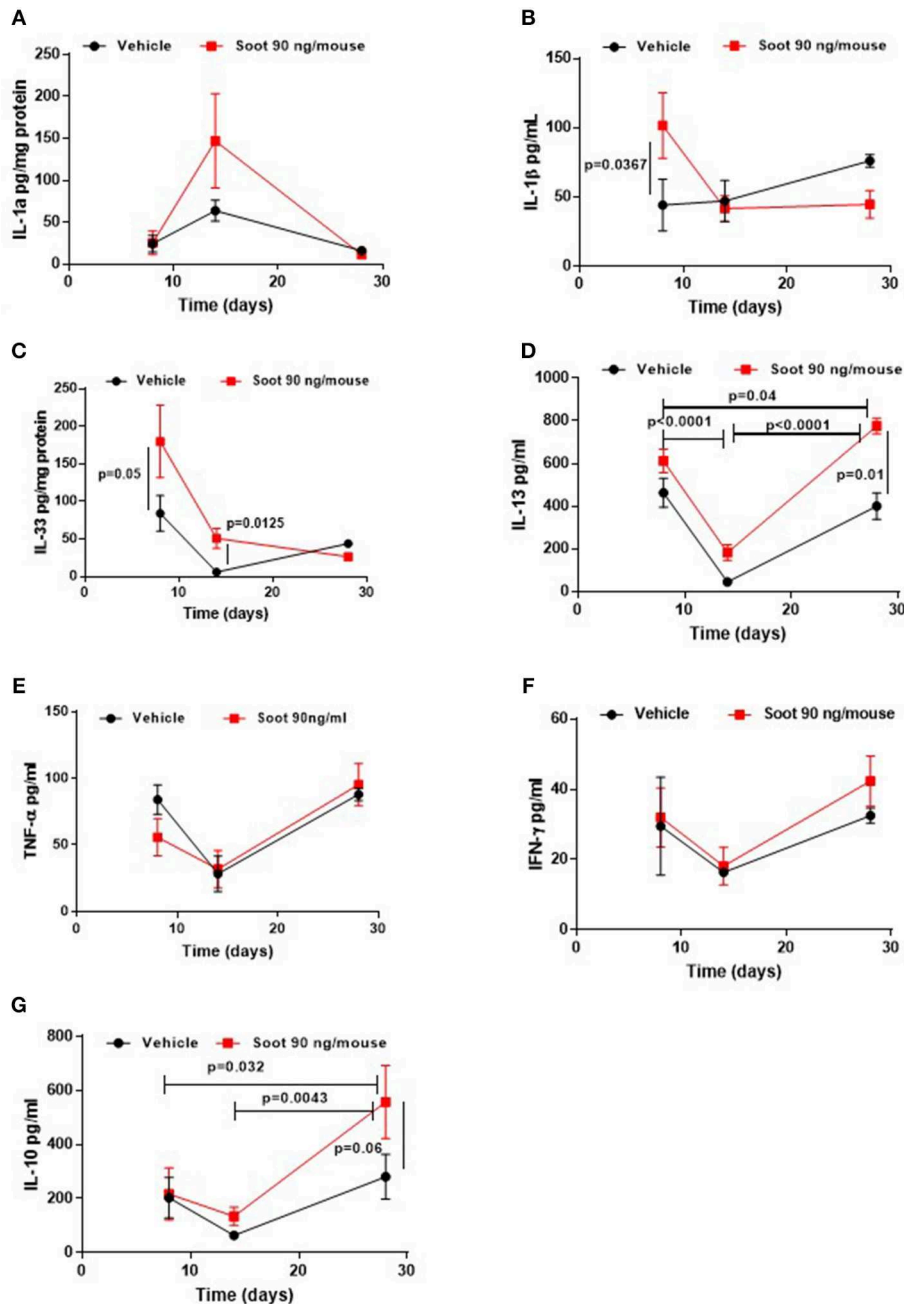 A
Vehicle Soot 90 ng/mouse
250
200
150
100
50
0
IL-1a pg/mg protein
0 10 20 30
Time (days)
B
Vehicle Soot 90 ng/mouse
150
100
50
0
IL-1β pg/mL
p=0.0367
0 10 20 30
Time (days)
C
Vehicle Soot 90 ng/mouse
250
200
150
100
50
0
IL-33 pg/mg protein
p=0.05
p=0.0125
0 10 20 30
Time (days)
D
Vehicle Soot 90 ng/mouse
1000
800
600
400
200
0
IL-13 pg/ml
p=0.04
p<0.0001
p<0.0001
p=0.01
0 10 20 30
Time (days)
E
Vehicle Soot 90ng/ml
150
100
50
0
TNF-α pg/ml
0 10 20 30
Time (days)
F
Vehicle Soot 90 ng/mouse
60
40
20
0
IFN-γ pg/ml
0 10 20 30
Time (days)
G
Vehicle Soot 90 ng/mouse
800
600
400
200
0
IL-10 pg/ml
p=0.032
p=0.0043
p=0.06
0 10 20 30
Time (days)